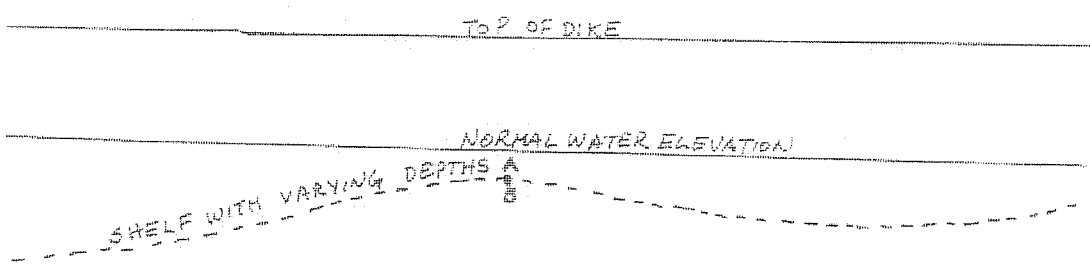 TOP OF DIKE
NORMAL WATER ELEVATION
SHELF WITH VARYING DEPTHS